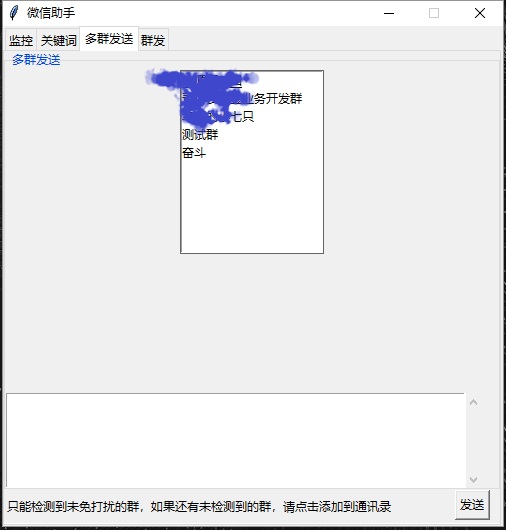 微信助手
监控 关键词 多群发送 群发
多群发送
业务开发群
七只
测试群
奋斗
只能检测到未免打扰的群，如果还有未检测到的群，请点击添加到通讯录
发送